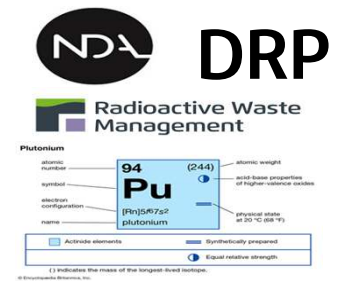 NDA
DRP
Radioactive Waste
Management
Plutonium
atomic number
94
(244)
atomic weight
symbol
Pu
acid-base properties of higher-valence oxides
electron configuration
[Rn]5f⁶7s²
physical state at 20 °C (68 °F)
name
plutonium
Actinide elements
Synthetically prepared
Equal relative strength
( ) indicates the mass of the longest-lived isotope.
© Encyclopædia Britannica, Inc.